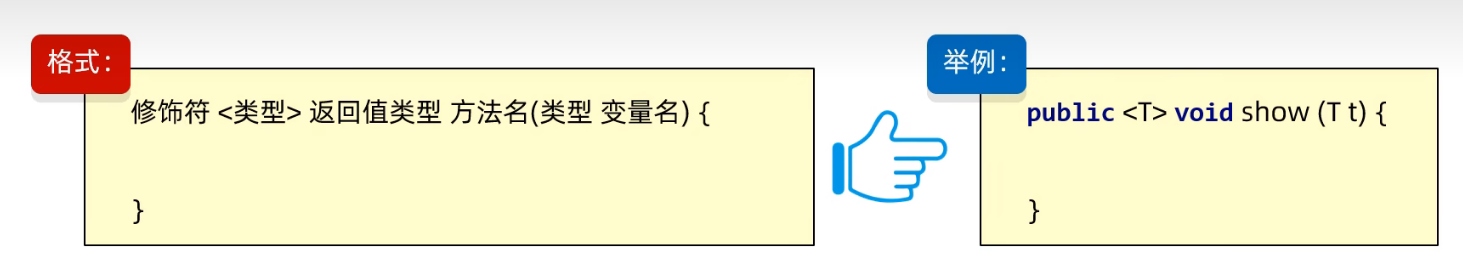 格式：
修饰符 <类型> 返回值类型 方法名(类型 变量名) {
}
举例：
public <T> void show (T t) {
}